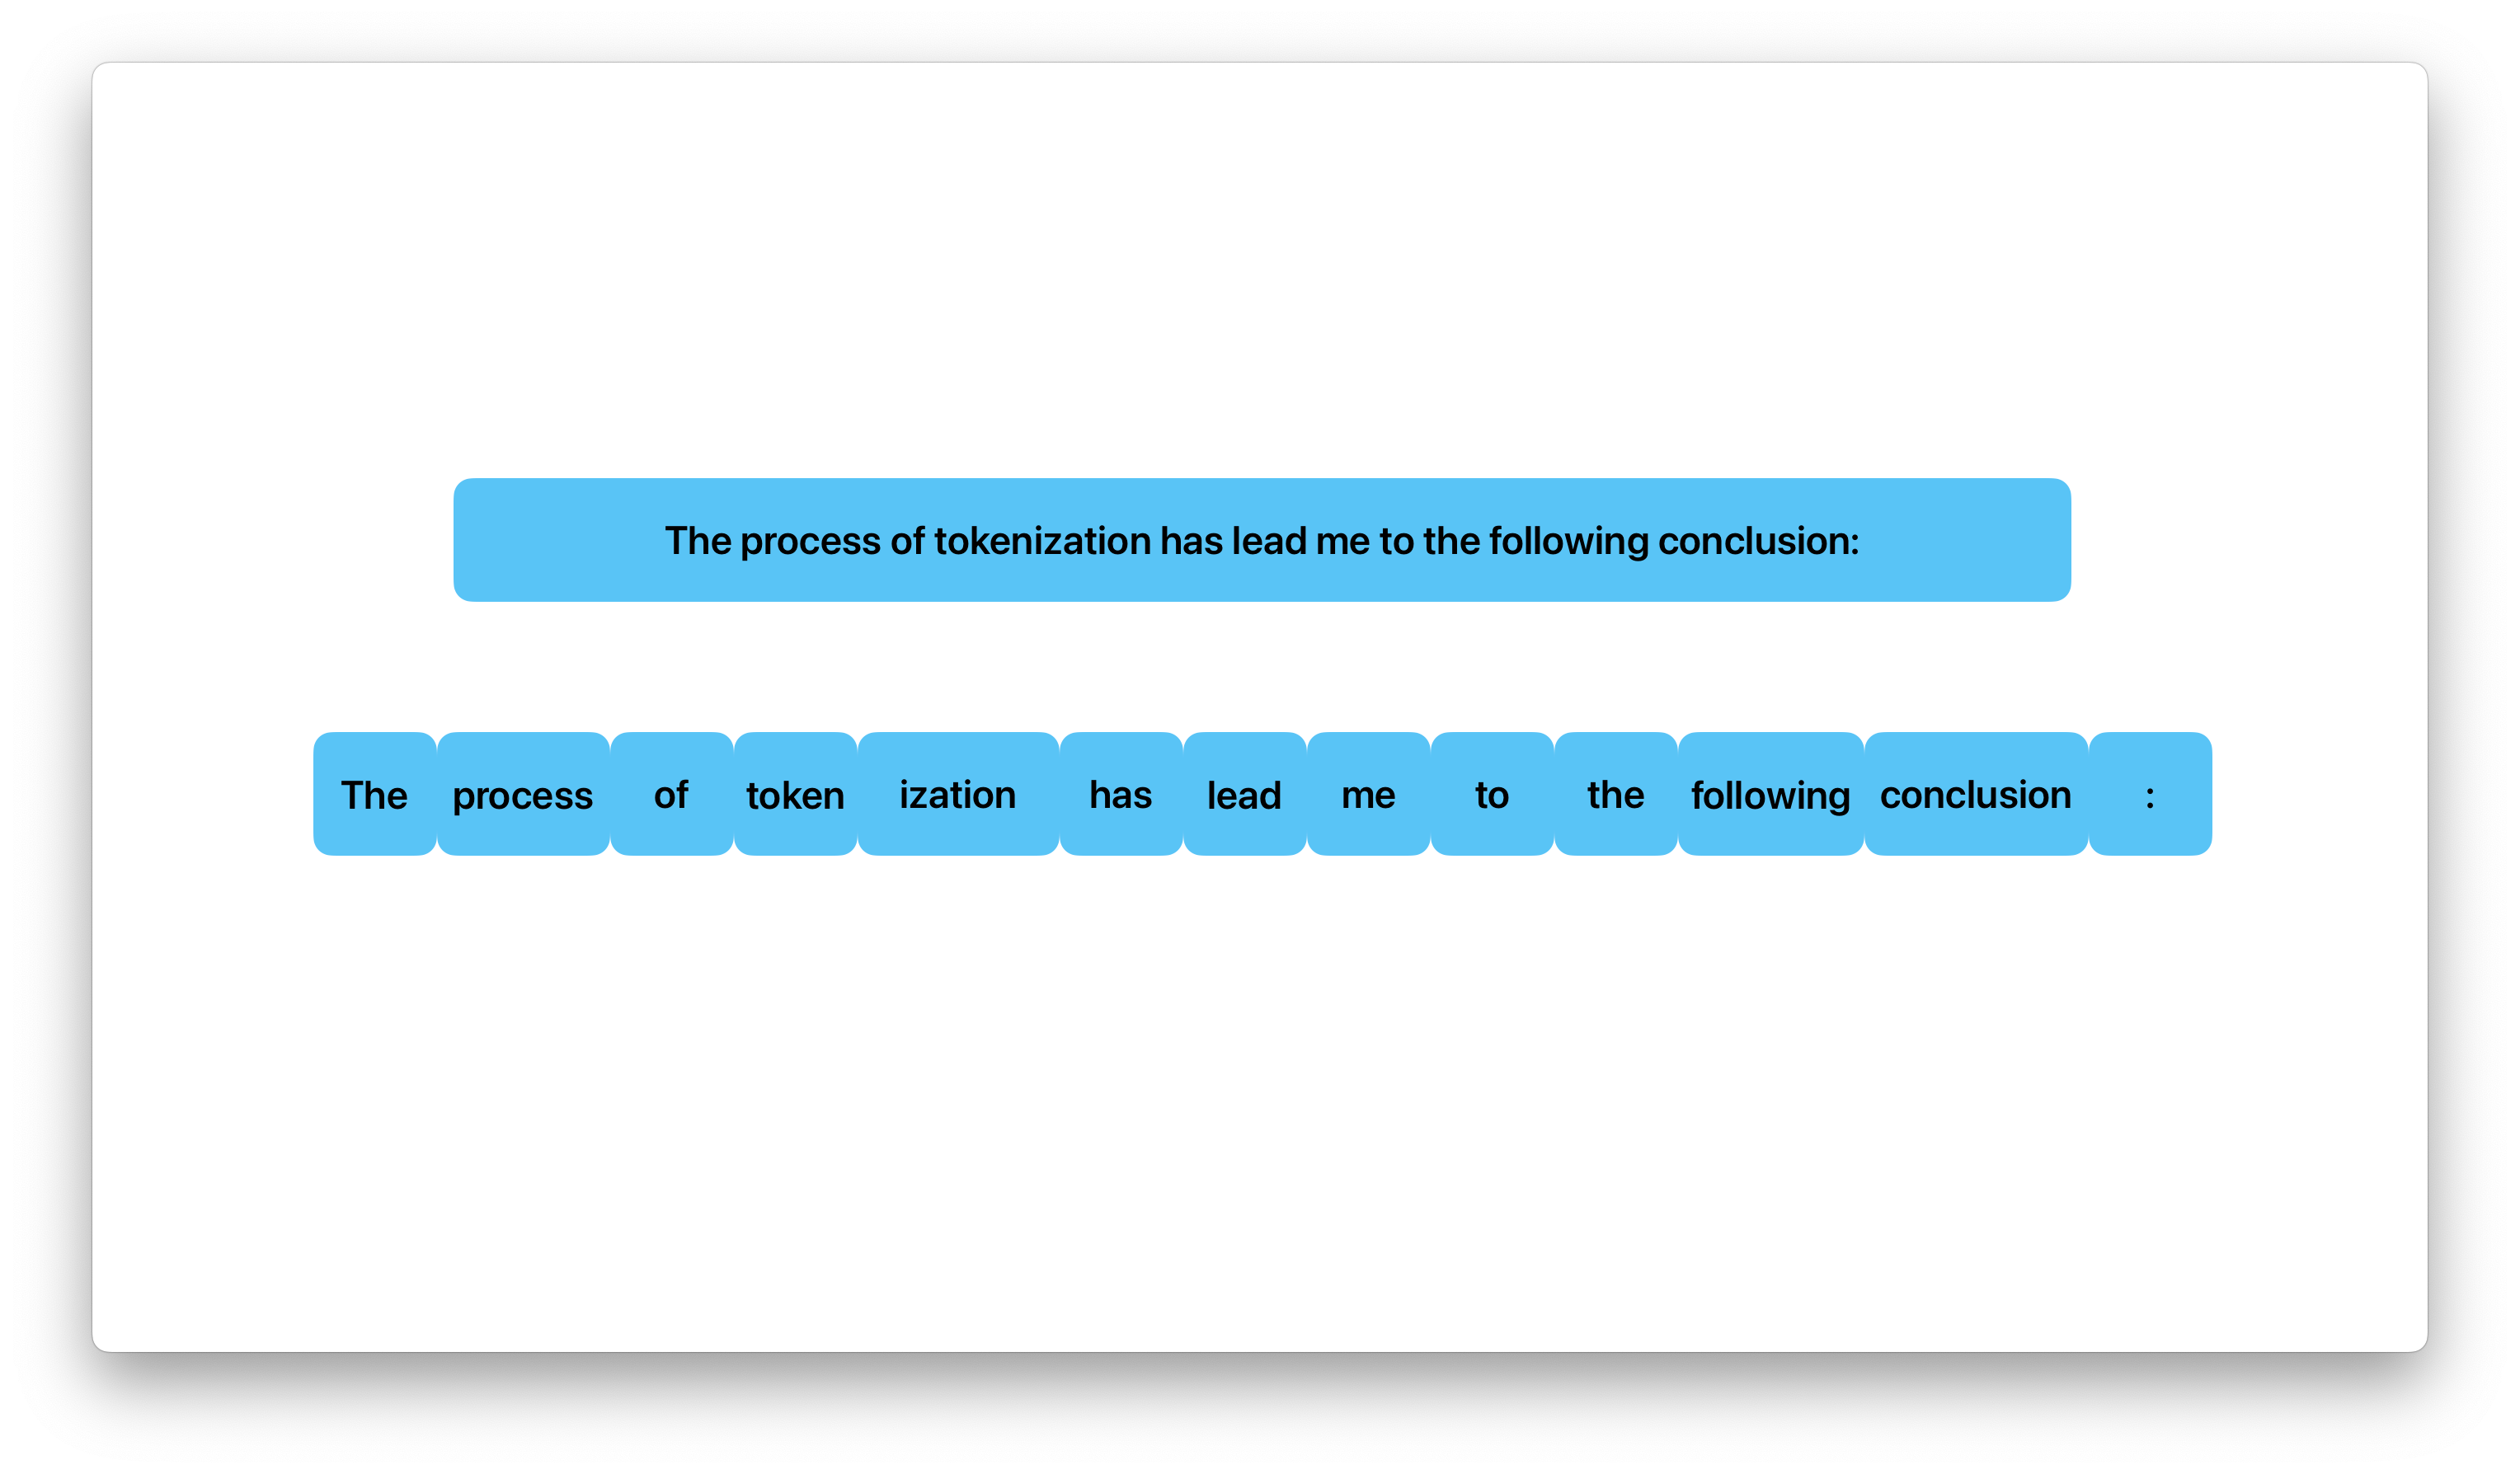 The process of tokenization has lead me to the following conclusion:
The process of token ization has lead me to the following conclusion :